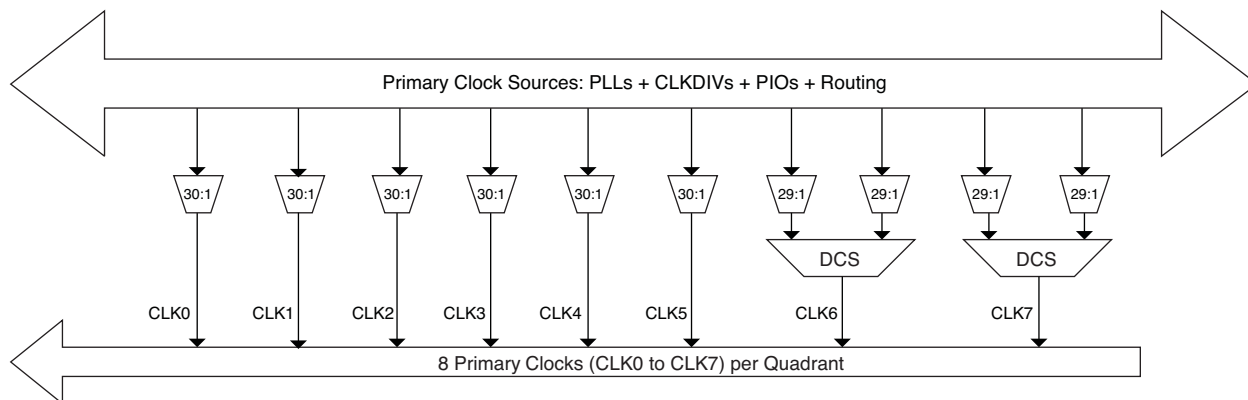 Primary Clock Sources: PLLs + CLKDIVs + PIOs + Routing
30:1 30:1 30:1 30:1 30:1 30:1 29:1 29:1 29:1 29:1
DCS DCS
CLK0 CLK1 CLK2 CLK3 CLK4 CLK5 CLK6 CLK7
8 Primary Clocks (CLK0 to CLK7) per Quadrant